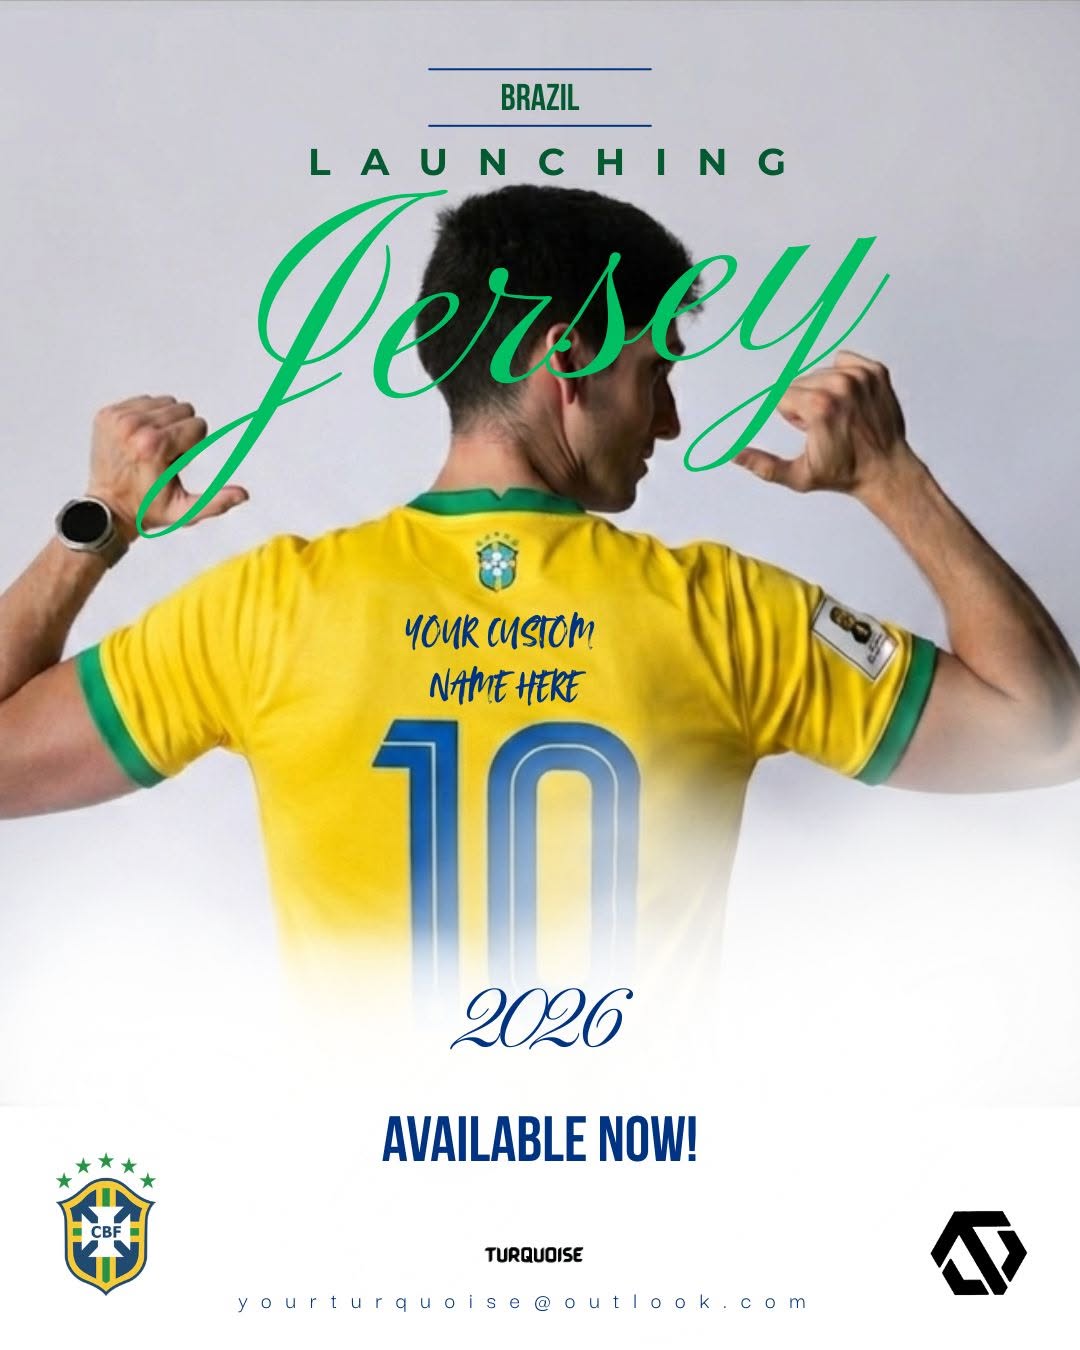 BRAZIL
LAUNCHING
Jersey
YOUR CUSTOM
NAME HERE
10
2026
AVAILABLE NOW!
CBF
TURQUOISE
yourturquoise@outlook.com